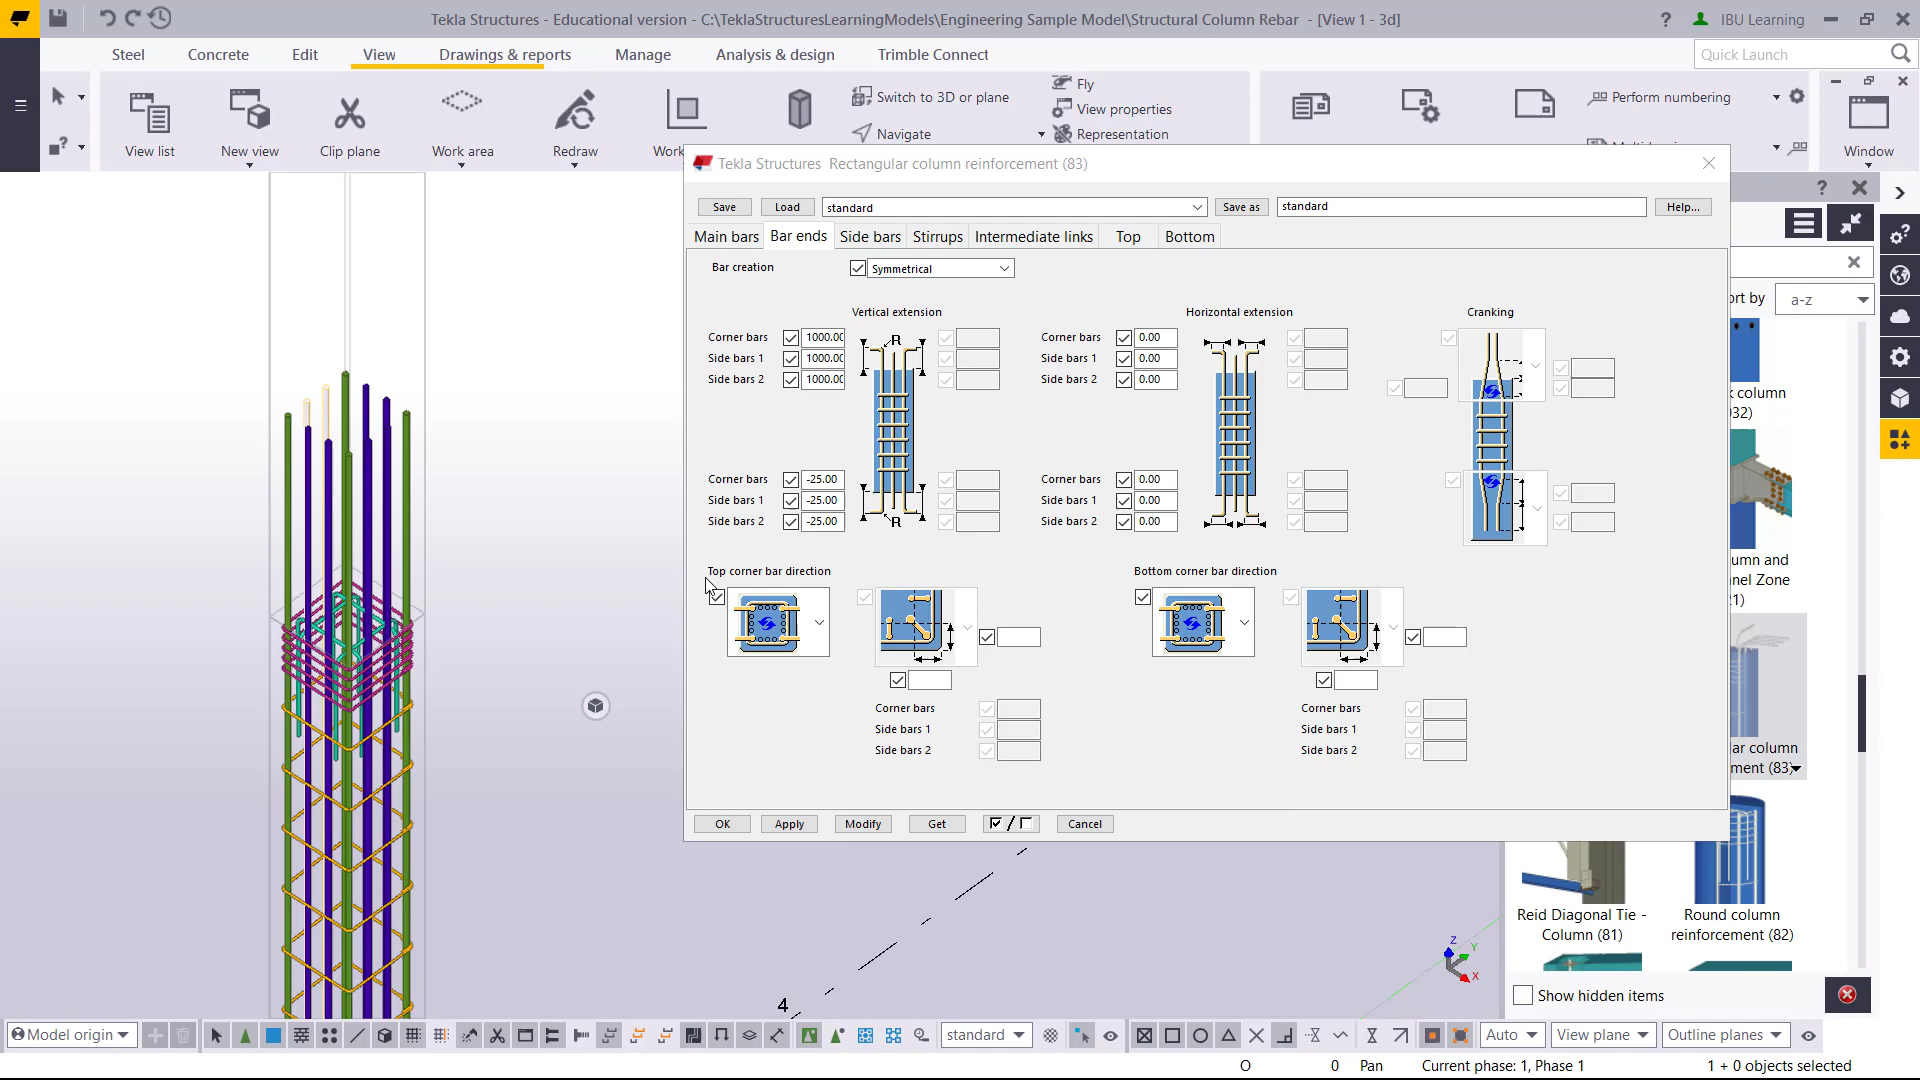 Tekla Structures - Educational version - C:\TeklaStructuresLearningModels\Engineering Sample Model\Structural Column Rebar - [View 1 - 3d]
? IBU Learning
Steel Concrete Edit View Drawings & reports Manage Analysis & design Trimble Connect
Quick Launch
View list
New view
Clip plane
Work area
Redraw
Work
Switch to 3D or plane
Navigate
Fly
View properties
Representation
Perform numbering
Window
Tekla Structures Rectangular column reinforcement (83)
Save Load standard Save as standard Help...
Main bars Bar ends Side bars Stirrups Intermediate links Top Bottom
Bar creation Symmetrical
Vertical extension Horizontal extension Cranking
Corner bars 1000.00 R Corner bars 0.00
Side bars 1 1000.00 Side bars 1 0.00
Side bars 2 1000.00 Side bars 2 0.00
Corner bars -25.00 Corner bars 0.00
Side bars 1 -25.00 Side bars 1 0.00
Side bars 2 -25.00 R Side bars 2 0.00
Top corner bar direction Bottom corner bar direction
Corner bars Corner bars
Side bars 1 Side bars 1
Side bars 2 Side bars 2
OK Apply Modify Get / Cancel
?
ort by a-z
column
032)
umn and
nel Zone
1)
ar column
ment (83)
Reid Diagonal Tie -
Column (81)
Round column
reinforcement (82)
Show hidden items
Z
Y
X
4
Model origin standard Auto View plane Outline planes
O 0 Pan Current phase: 1, Phase 1 1 + 0 objects selected